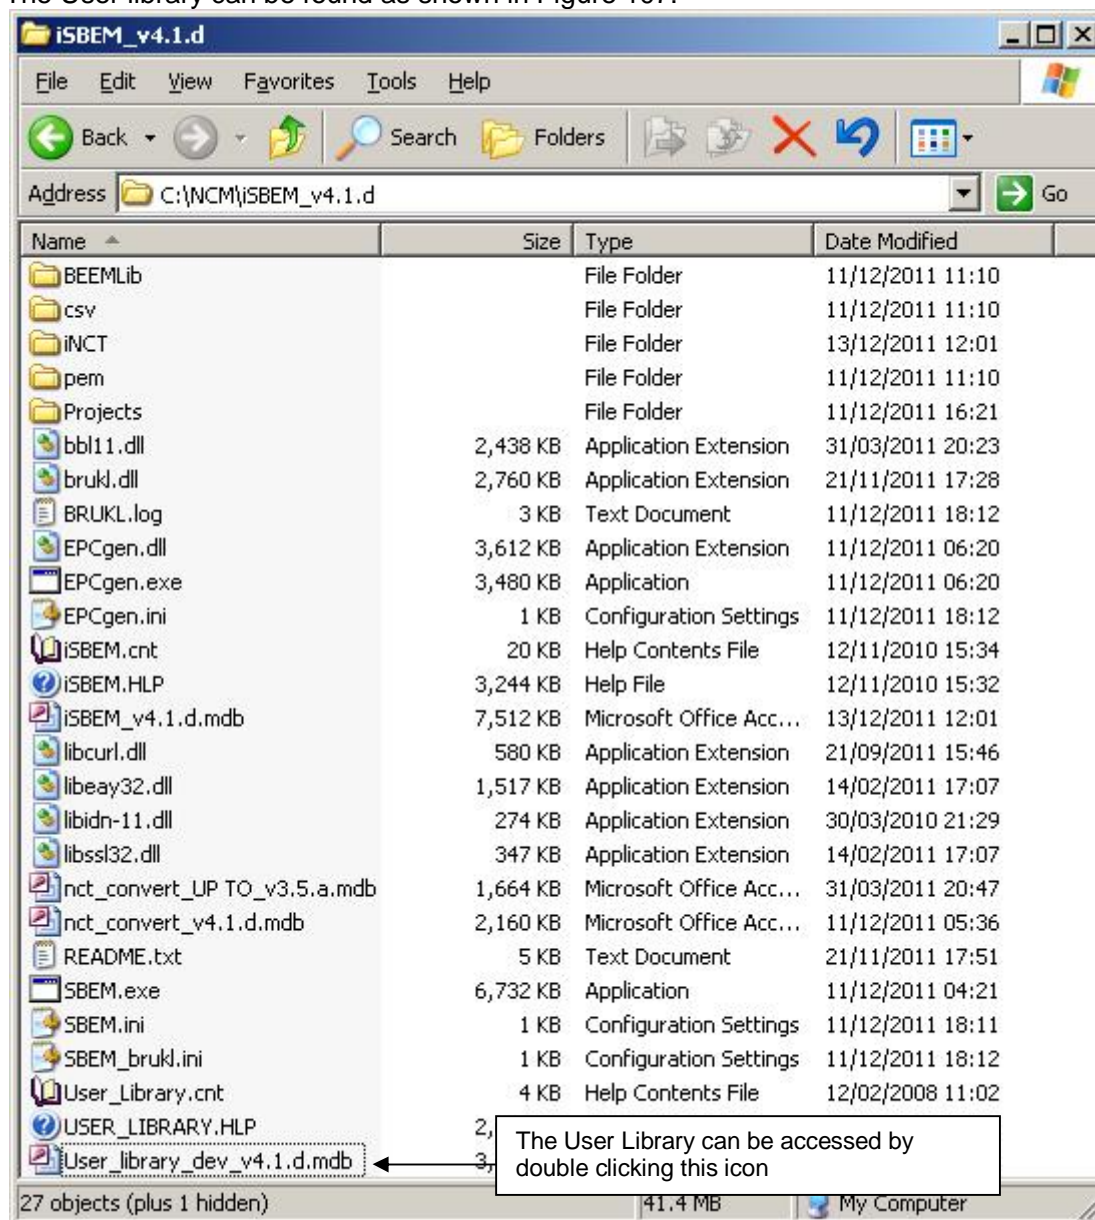 iSBEM_v4.1.d
File Edit View Favorites Tools Help
Back Search Folders
Address C:\NCM\iSBEM_v4.1.d Go
Name Size Type Date Modified
BEEMLib File Folder 11/12/2011 11:10
csv File Folder 11/12/2011 11:10
iNCT File Folder 13/12/2011 12:01
pem File Folder 11/12/2011 11:10
Projects File Folder 11/12/2011 16:21
bbl11.dll 2,438 KB Application Extension 31/03/2011 20:23
brukl.dll 2,760 KB Application Extension 21/11/2011 17:28
BRUKL.log 3 KB Text Document 11/12/2011 18:12
EPCgen.dll 3,612 KB Application Extension 11/12/2011 06:20
EPCgen.exe 3,480 KB Application 11/12/2011 06:20
EPCgen.ini 1 KB Configuration Settings 11/12/2011 18:12
iSBEM.cnt 20 KB Help Contents File 12/11/2010 15:34
iSBEM.HLP 3,244 KB Help File 12/11/2010 15:32
iSBEM_v4.1.d.mdb 7,512 KB Microsoft Office Acc... 13/12/2011 12:01
libcurl.dll 580 KB Application Extension 21/09/2011 15:46
libeay32.dll 1,517 KB Application Extension 14/02/2011 17:07
libidn-11.dll 274 KB Application Extension 30/03/2010 21:29
libssl32.dll 347 KB Application Extension 14/02/2011 17:07
nct_convert_UP TO_v3.5.a.mdb 1,664 KB Microsoft Office Acc... 31/03/2011 20:47
nct_convert_v4.1.d.mdb 2,160 KB Microsoft Office Acc... 11/12/2011 05:36
README.txt 5 KB Text Document 21/11/2011 17:51
SBEM.exe 6,732 KB Application 11/12/2011 04:21
SBEM.ini 1 KB Configuration Settings 11/12/2011 18:11
SBEM_brukl.ini 1 KB Configuration Settings 11/12/2011 18:12
User_Library.cnt 4 KB Help Contents File 12/02/2008 11:02
USER_LIBRARY.HLP 2,
User_library_dev_v4.1.d.mdb 3,
The User Library can be accessed by
double clicking this icon
27 objects (plus 1 hidden) 41.4 MB My Computer